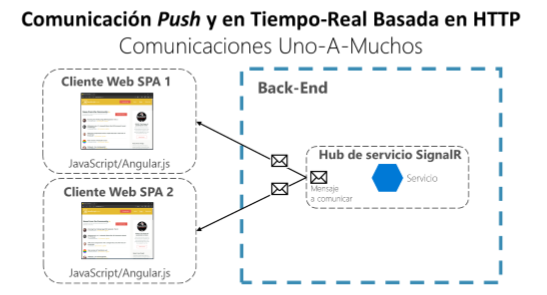 Comunicación Push y en Tiempo-Real Basada en HTTP
Comunicaciones Uno-A-Muchos
Cliente Web SPA 1
JavaScript/Angular.js
Cliente Web SPA 2
JavaScript/Angular.js
Back-End
Hub de servicio SignalR
Servicio
Mensaje
a comunicar